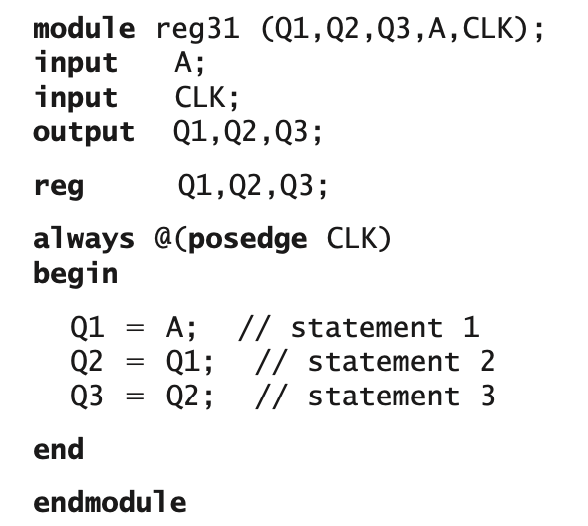 module reg31 (Q1,Q2,Q3,A,CLK);
input A;
input CLK;
output Q1,Q2,Q3;
reg Q1,Q2,Q3;
always @(posedge CLK)
begin
Q1 = A; // statement 1
Q2 = Q1; // statement 2
Q3 = Q2; // statement 3
end
endmodule